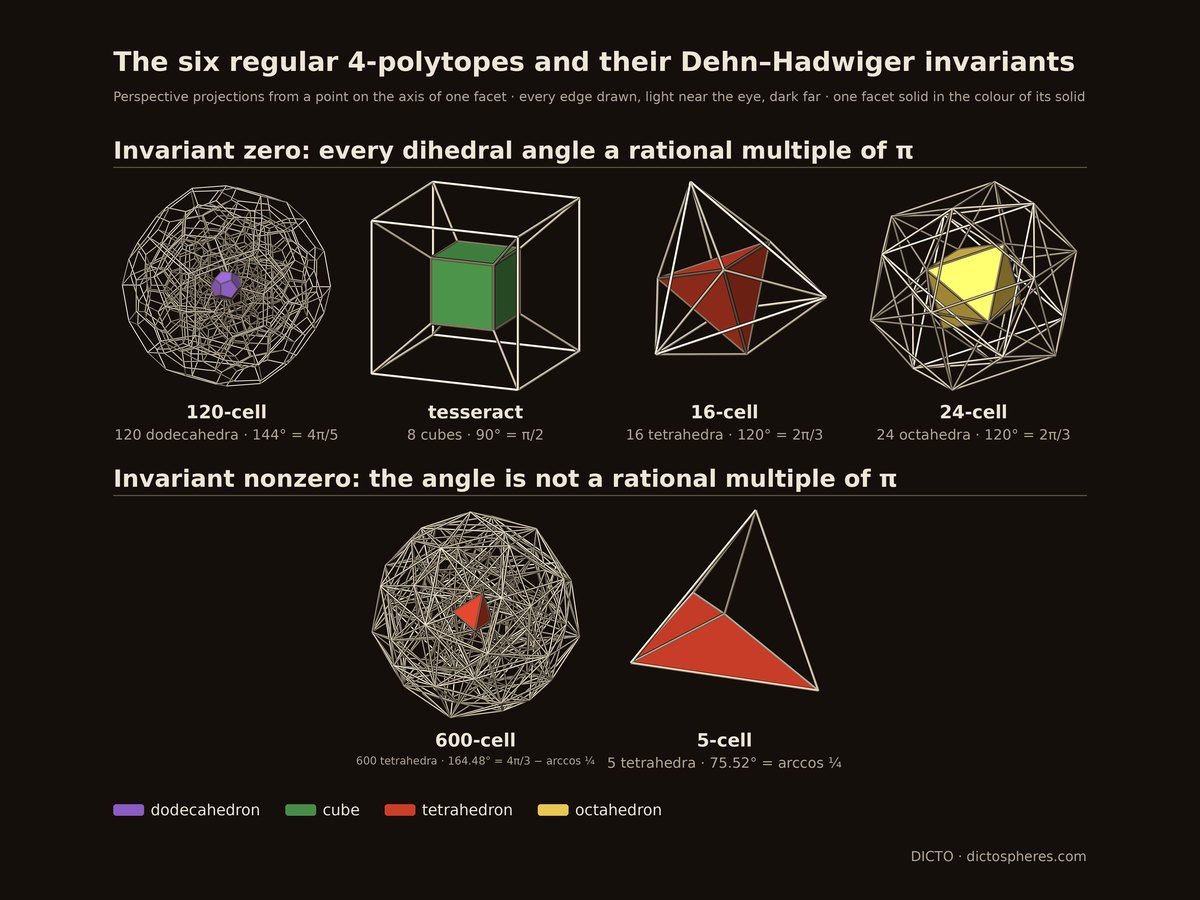 The six regular 4-polytopes and their Dehn–Hadwiger invariants
Perspective projections from a point on the axis of one facet · every edge drawn, light near the eye, dark far · one facet solid in the colour of its solid
Invariant zero: every dihedral angle a rational multiple of π
120-cell
120 dodecahedra · 144° = 4π/5
tesseract
8 cubes · 90° = π/2
16-cell
16 tetrahedra · 120° = 2π/3
24-cell
24 octahedra · 120° = 2π/3
Invariant nonzero: the angle is not a rational multiple of π
600-cell
600 tetrahedra · 164.48° = 4π/3 − arccos ¼
5-cell
5 tetrahedra · 75.52° = arccos ¼
dodecahedron
cube
tetrahedron
octahedron
DICTO · dictospheres.com